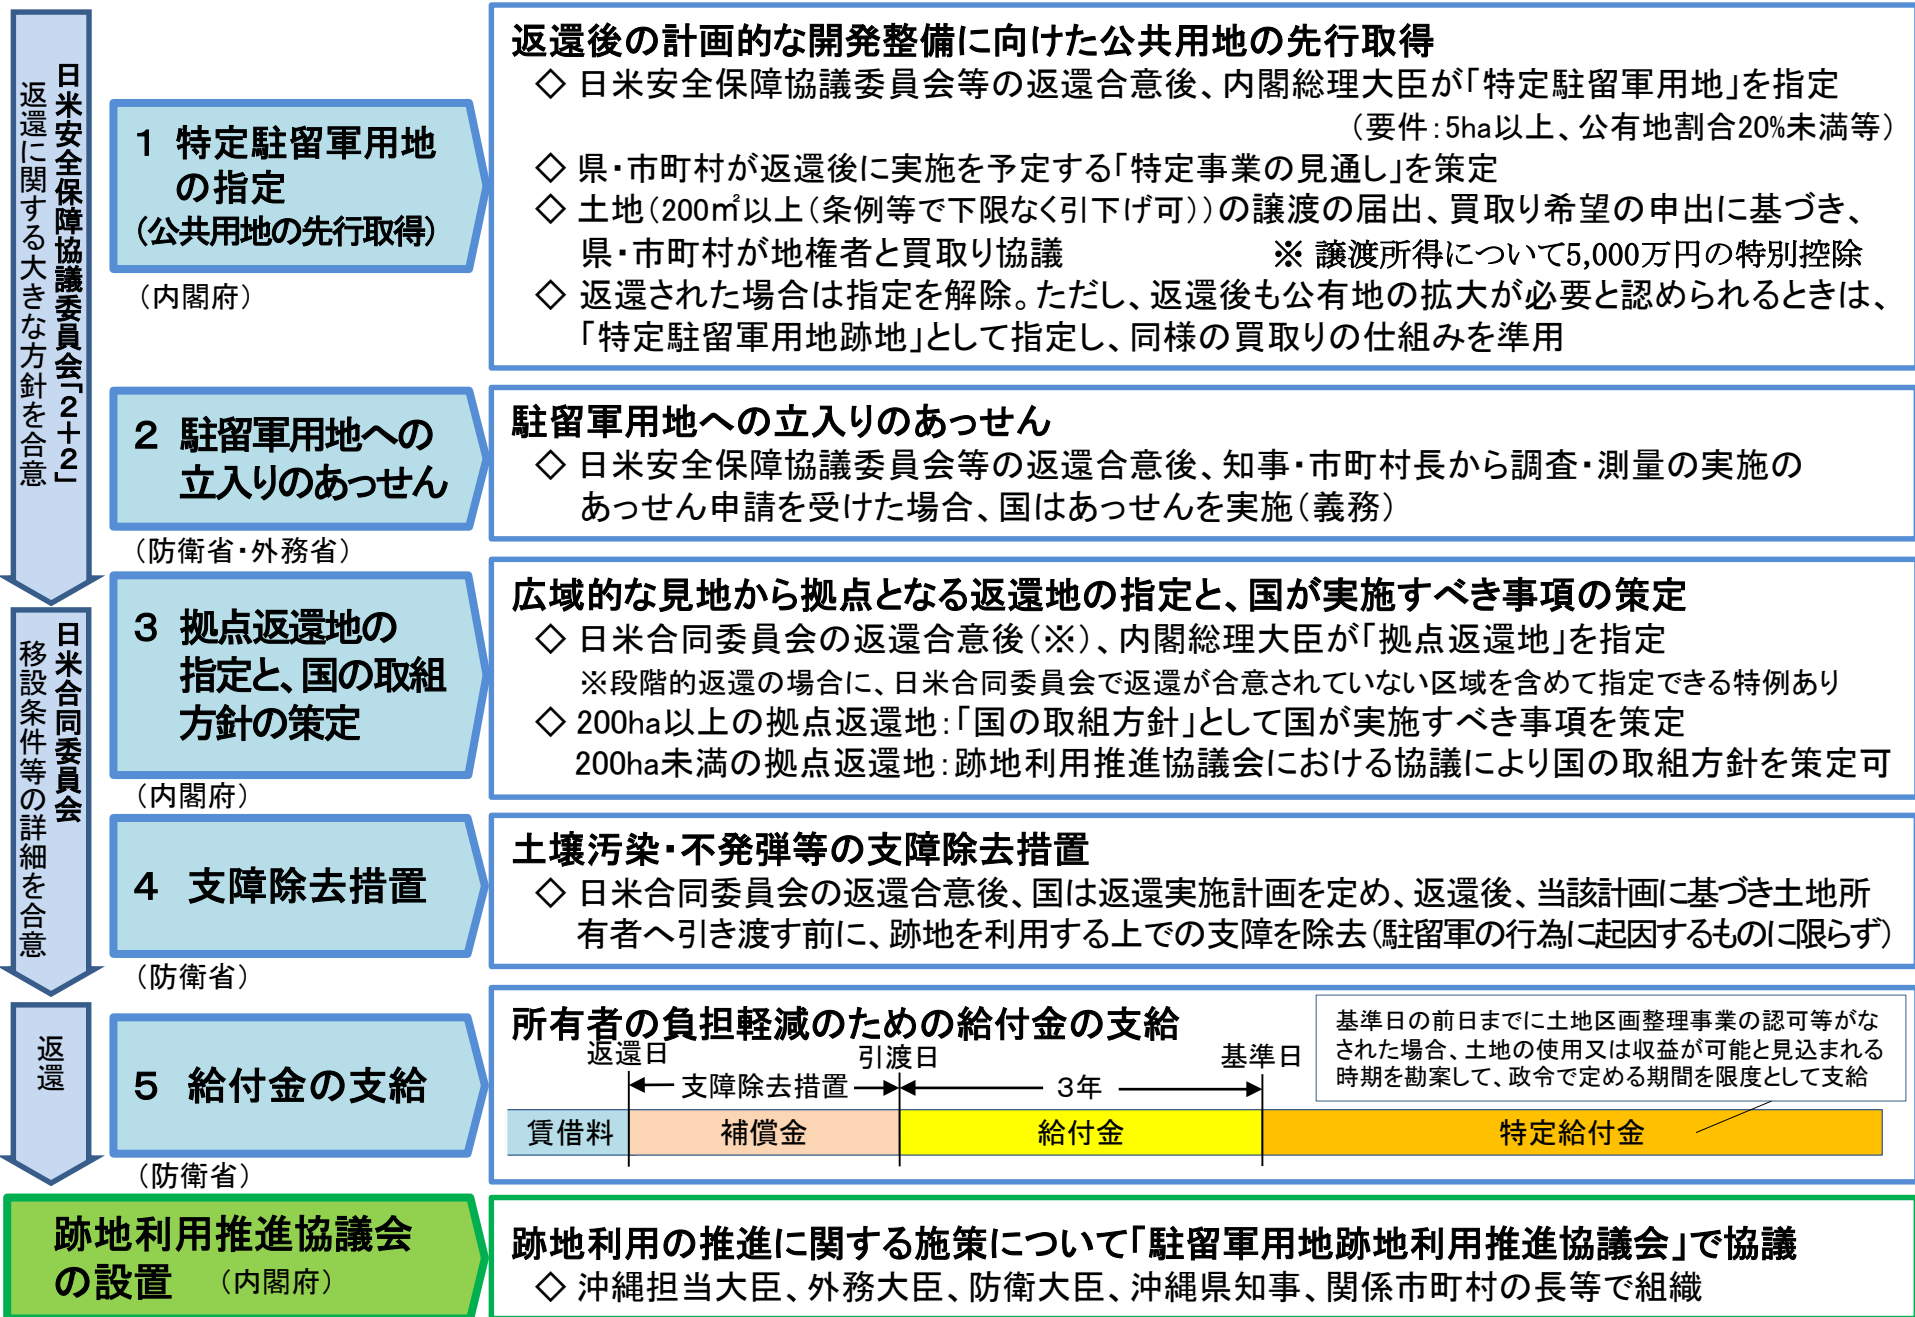 日米安全保障協議委員会「2+2」
返還に関する大きな方針を合意
1 特定駐留軍用地
の指定
（公共用地の先行取得）
（内閣府）
返還後の計画的な開発整備に向けた公共用地の先行取得
◇ 日米安全保障協議委員会等の返還合意後、内閣総理大臣が「特定駐留軍用地」を指定
（要件：5ha以上、公有地割合20%未満等）
◇ 県・市町村が返還後に実施を予定する「特定事業の見通し」を策定
◇ 土地（200㎡以上（条例等で下限なく引下げ可））の譲渡の届出、買取り希望の申出に基づき、
県・市町村が地権者と買取り協議 ※ 譲渡所得について5,000万円の特別控除
◇ 返還された場合は指定を解除。ただし、返還後も公有地の拡大が必要と認められるときは、
「特定駐留軍用地跡地」として指定し、同様の買取りの仕組みを準用
2 駐留軍用地への
立入りのあっせん
（防衛省・外務省）
駐留軍用地への立入りのあっせん
◇ 日米安全保障協議委員会等の返還合意後、知事・市町村長から調査・測量の実施の
あっせん申請を受けた場合、国はあっせんを実施（義務）
日米合同委員会
移設条件等の詳細を合意
3 拠点返還地の
指定と、国の取組
方針の策定
（内閣府）
広域的な見地から拠点となる返還地の指定と、国が実施すべき事項の策定
◇ 日米合同委員会の返還合意後（※）、内閣総理大臣が「拠点返還地」を指定
※段階的返還の場合に、日米合同委員会で返還が合意されていない区域を含めて指定できる特例あり
◇ 200ha以上の拠点返還地：「国の取組方針」として国が実施すべき事項を策定
200ha未満の拠点返還地：跡地利用推進協議会における協議により国の取組方針を策定可
4 支障除去措置
（防衛省）
土壌汚染・不発弾等の支障除去措置
◇ 日米合同委員会の返還合意後、国は返還実施計画を定め、返還後、当該計画に基づき土地所
有者へ引き渡す前に、跡地を利用する上での支障を除去（駐留軍の行為に起因するものに限らず）
返還
5 給付金の支給
（防衛省）
所有者の負担軽減のための給付金の支給
返還日 引渡日 基準日
支障除去措置 3年
賃借料 補償金 給付金 特定給付金
基準日の前日までに土地区画整理事業の認可等がな
された場合、土地の使用又は収益が可能と見込まれる
時期を勘案して、政令で定める期間を限度として支給
跡地利用推進協議会
の設置 （内閣府）
跡地利用の推進に関する施策について「駐留軍用地跡地利用推進協議会」で協議
◇ 沖縄担当大臣、外務大臣、防衛大臣、沖縄県知事、関係市町村の長等で組織